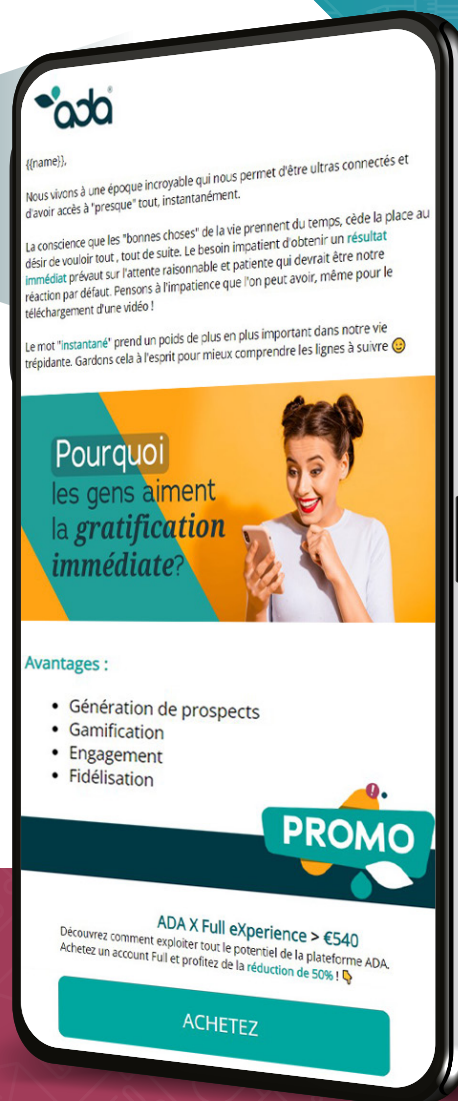 ada
{{name}},
Nous vivons à une époque incroyable qui nous permet d'être ultras connectés et
d'avoir accès à "presque" tout, instantanément.
La conscience que les "bonnes choses" de la vie prennent du temps, cède la place au
désir de vouloir tout , tout de suite. Le besoin impatient d'obtenir un résultat
immédiat prévaut sur l'attente raisonnable et patiente qui devrait être notre
réaction par défaut. Pensons à l'impatience que l'on peut avoir, même pour le
téléchargement d'une vidéo !
Le mot "instantané" prend un poids de plus en plus important dans notre vie
trépidante. Gardons cela à l'esprit pour mieux comprendre les lignes à suivre 😉
Pourquoi
les gens aiment
la gratification
immédiate?
Avantages :
• Génération de prospects
• Gamification
• Engagement
• Fidélisation
PROMO
ADA X Full eXperience > €540
Découvrez comment exploiter tout le potentiel de la plateforme ADA.
Achetez un account Full et profitez de la réduction de 50% ! 👇
ACHETEZ